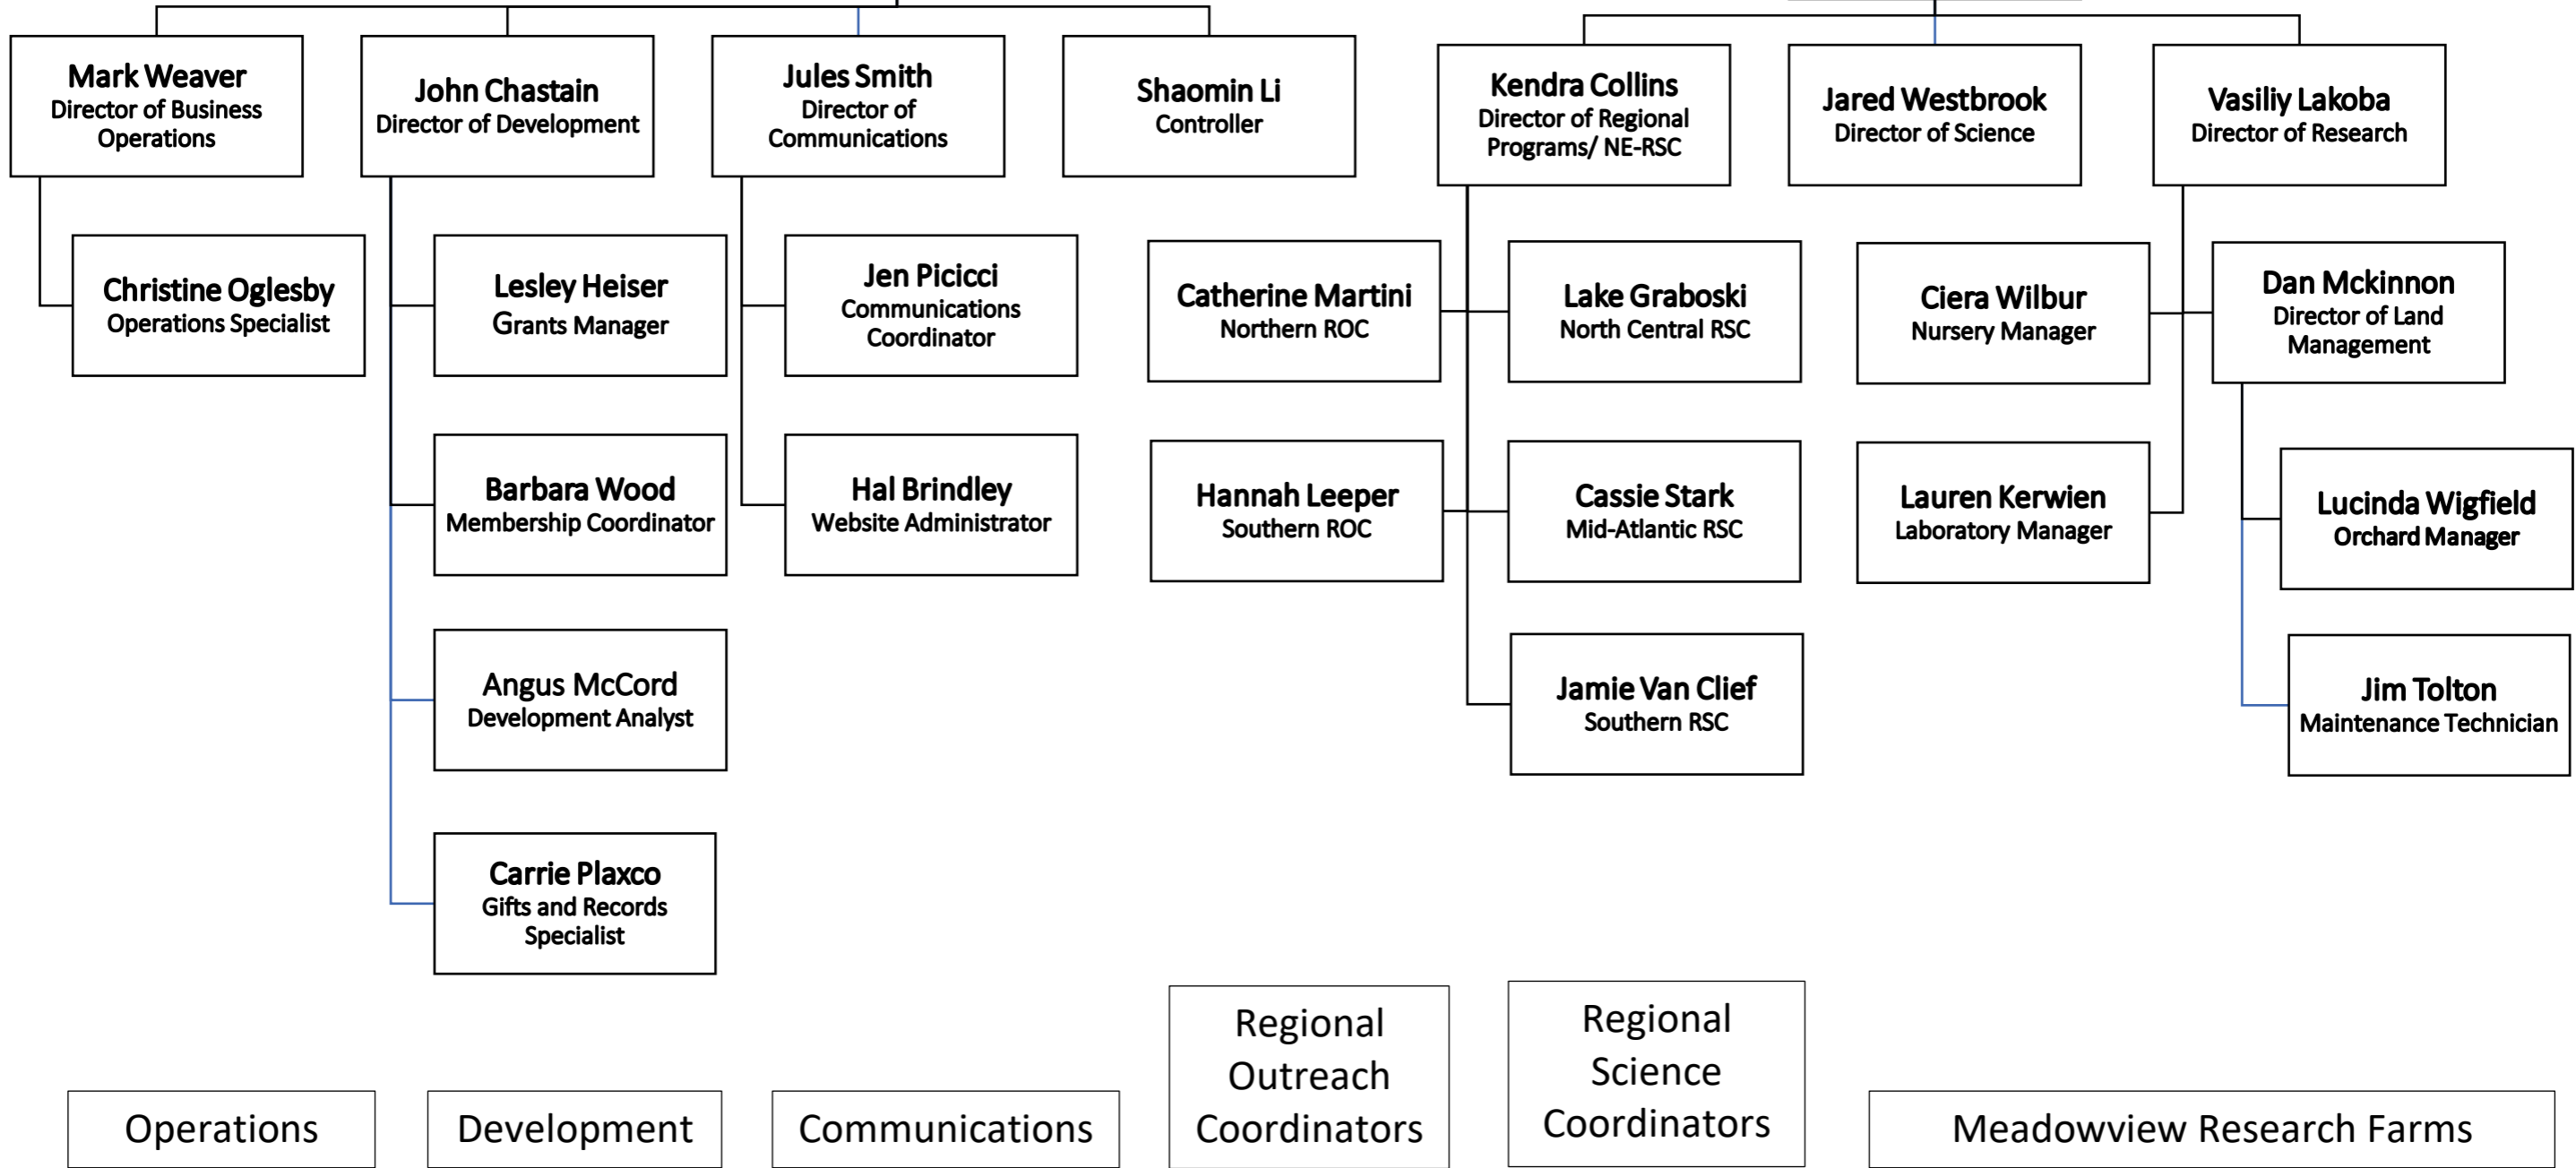 Mark Weaver
Director of Business
Operations
John Chastain
Director of Development
Jules Smith
Director of
Communications
Shaomin Li
Controller
Kendra Collins
Director of Regional
Programs/ NE-RSC
Jared Westbrook
Director of Science
Vasiliy Lakoba
Director of Research
Christine Oglesby
Operations Specialist
Lesley Heiser
Grants Manager
Jen Picicci
Communications
Coordinator
Catherine Martini
Northern ROC
Lake Graboski
North Central RSC
Ciera Wilbur
Nursery Manager
Dan Mckinnon
Director of Land
Management
Barbara Wood
Membership Coordinator
Hal Brindley
Website Administrator
Hannah Leeper
Southern ROC
Cassie Stark
Mid-Atlantic RSC
Lauren Kerwien
Laboratory Manager
Lucinda Wigfield
Orchard Manager
Angus McCord
Development Analyst
Jamie Van Clief
Southern RSC
Jim Tolton
Maintenance Technician
Carrie Plaxco
Gifts and Records
Specialist
Operations
Development
Communications
Regional
Outreach
Coordinators
Regional
Science
Coordinators
Meadowview Research Farms